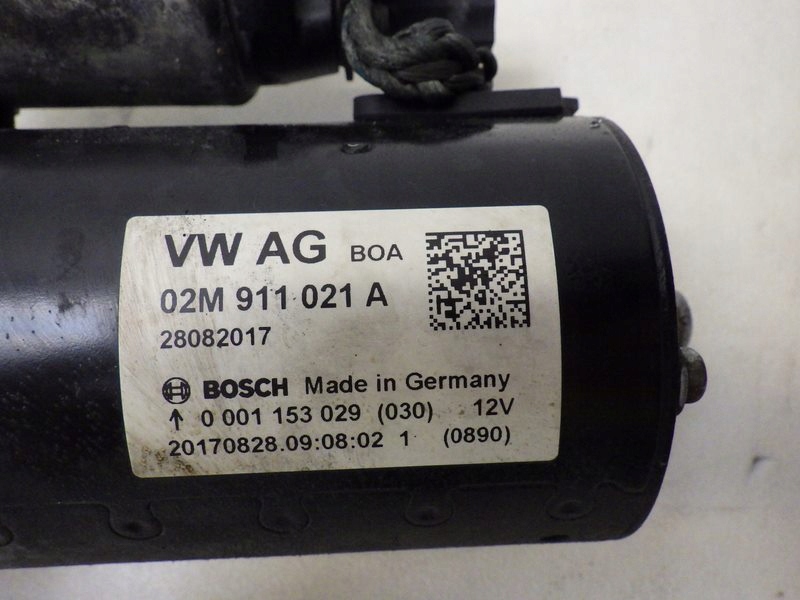 VW AG BOA
02M 911 021 A
28082017
BOSCH Made in Germany
↑ 0 001 153 029 (030) 12V
20170828.09:08:02 1 (0890)